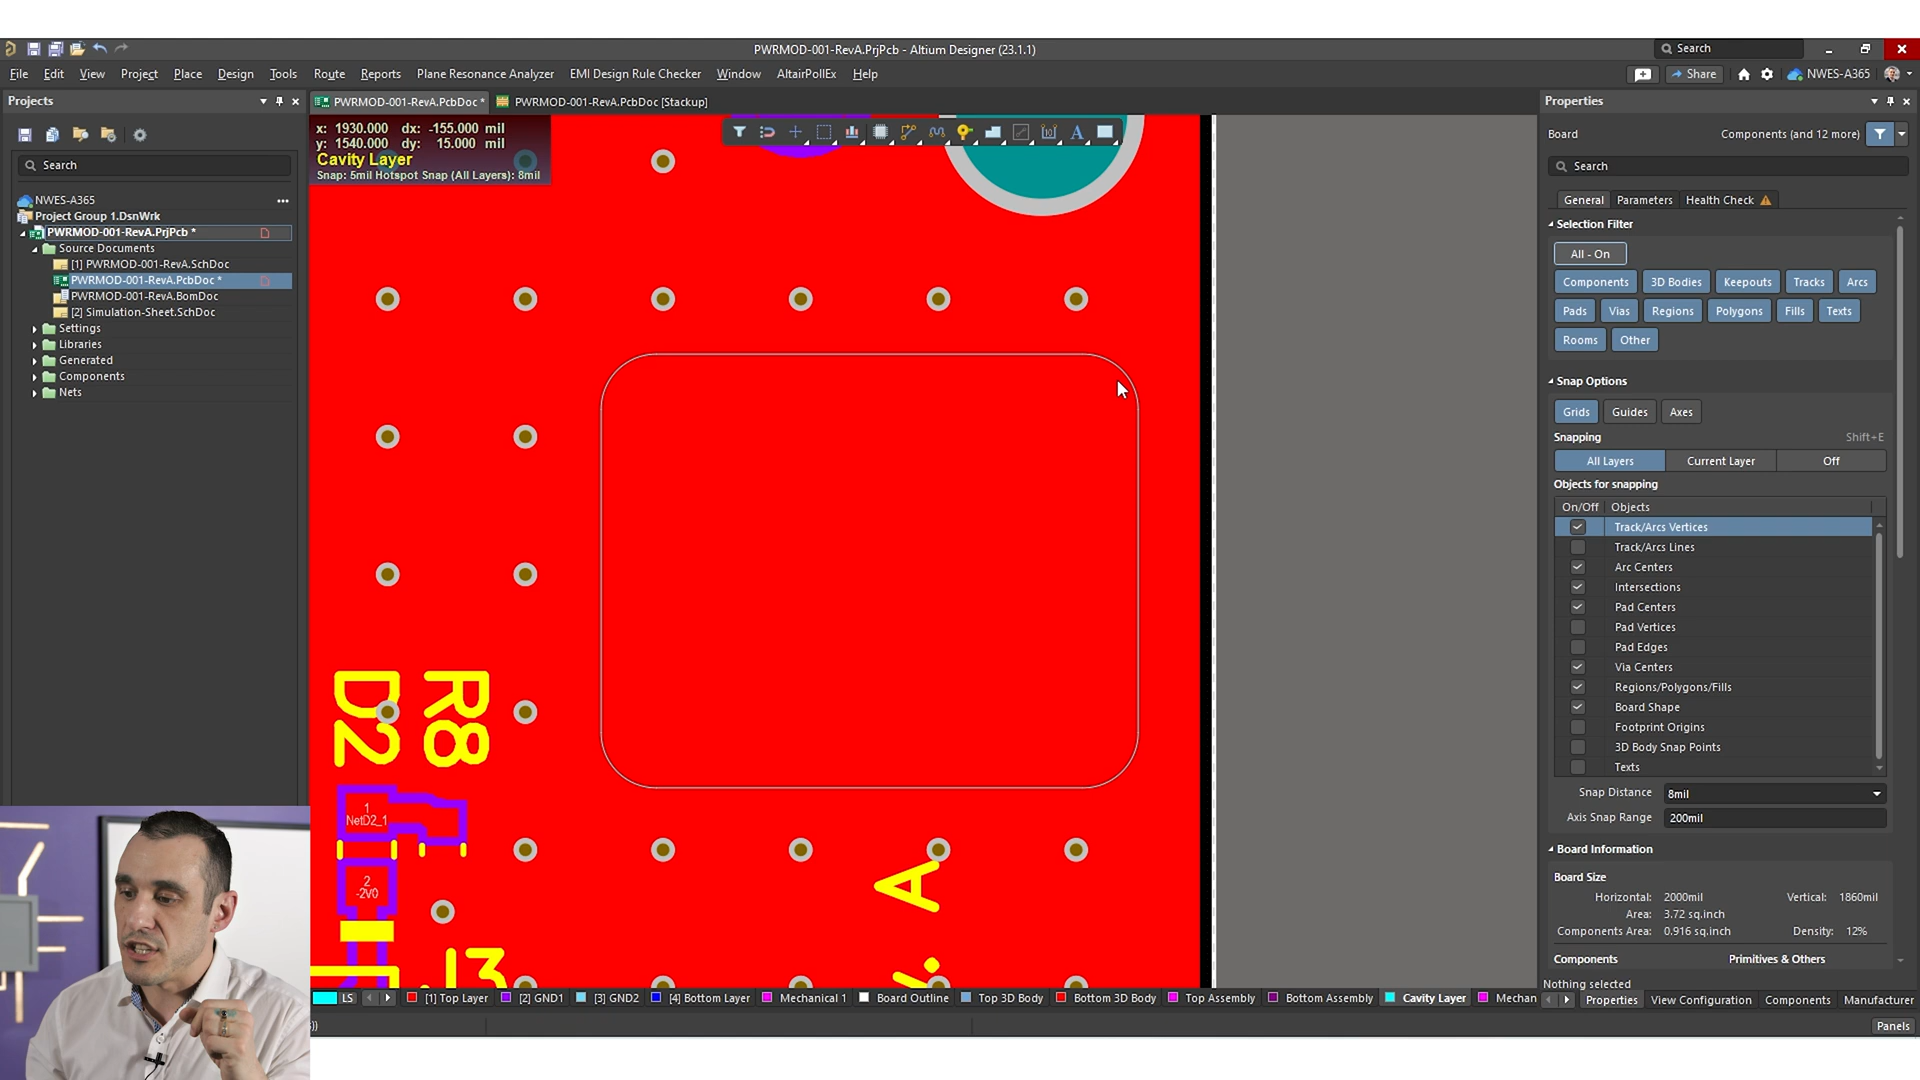 PWRMOD-001-RevA.PrjPcb - Altium Designer (23.1.1)
Search
File Edit View Project Place Design Tools Route Reports Plane Resonance Analyzer EMI Design Rule Checker Window AltairPollEx Help
Share
NWES-A365
Projects
PWRMOD-001-RevA.PcbDoc *
PWRMOD-001-RevA.PcbDoc [Stackup]
Properties
x: 1930.000 dx: -155.000 mil
y: 1540.000 dy: 15.000 mil
Cavity Layer
Snap: 5mil Hotspot Snap (All Layers): 8mil
Search
NWES-A365
Project Group 1.DsnWrk
PWRMOD-001-RevA.PrjPcb *
Source Documents
[1] PWRMOD-001-RevA.SchDoc
PWRMOD-001-RevA.PcbDoc *
PWRMOD-001-RevA.BomDoc
[2] Simulation-Sheet.SchDoc
Settings
Libraries
Generated
Components
Nets
R8
D2
1
NetD2_1
2
-2V0
A
Board
Components (and 12 more)
Search
General Parameters Health Check
Selection Filter
All - On
Components 3D Bodies Keepouts Tracks Arcs
Pads Vias Regions Polygons Fills Texts
Rooms Other
Snap Options
Grids Guides Axes
Snapping Shift+E
All Layers Current Layer Off
Objects for snapping
On/Off Objects
Track/Arcs Vertices
Track/Arcs Lines
Arc Centers
Intersections
Pad Centers
Pad Vertices
Pad Edges
Via Centers
Regions/Polygons/Fills
Board Shape
Footprint Origins
3D Body Snap Points
Texts
Snap Distance 8mil
Axis Snap Range 200mil
Board Information
Board Size
Horizontal: 2000mil Vertical: 1860mil
Area: 3.72 sq.inch
Components Area: 0.916 sq.inch Density: 12%
Components Primitives & Others
Nothing selected
LS [1] Top Layer [2] GND1 [3] GND2 [4] Bottom Layer Mechanical 1 Board Outline Top 3D Body Bottom 3D Body Top Assembly Bottom Assembly Cavity Layer Mechan
Properties View Configuration Components Manufacturer
Panels